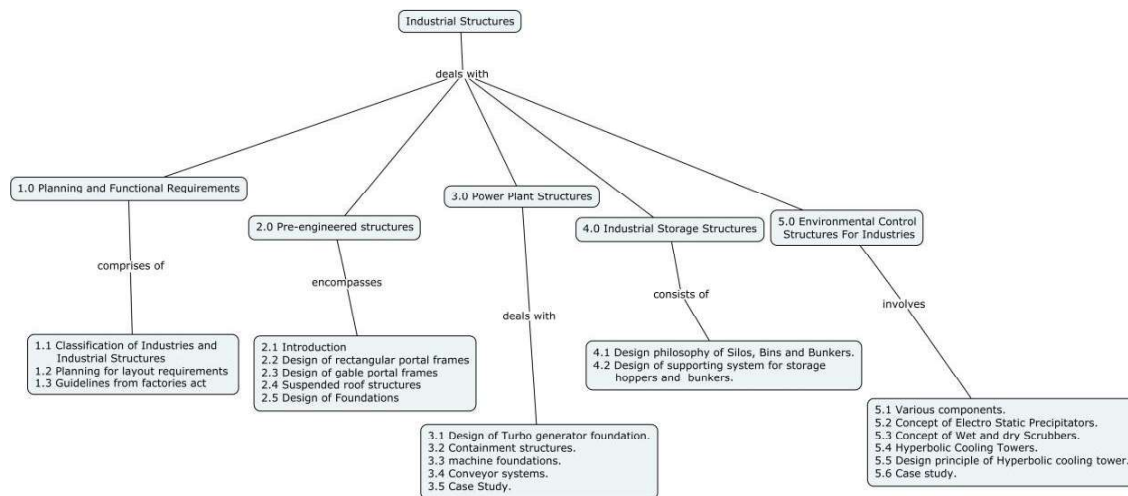 Industrial Structures
deals with
1.0 Planning and Functional Requirements
comprises of
1.1 Classification of Industries and
Industrial Structures
1.2 Planning for layout requirements
1.3 Guidelines from factories act
2.0 Pre-engineered structures
encompasses
2.1 Introduction
2.2 Design of rectangular portal frames
2.3 Design of gable portal frames
2.4 Suspended roof structures
2.5 Design of Foundations
3.0 Power Plant Structures
deals with
3.1 Design of Turbo generator foundation.
3.2 Containment structures.
3.3 machine foundations.
3.4 Conveyor systems.
3.5 Case Study.
4.0 Industrial Storage Structures
consists of
4.1 Design philosophy of Silos, Bins and Bunkers.
4.2 Design of supporting system for storage
hoppers and bunkers.
5.0 Environmental Control
Structures For Industries
involves
5.1 Various components.
5.2 Concept of Electro Static Precipitators.
5.3 Concept of Wet and dry Scrubbers.
5.4 Hyperbolic Cooling Towers.
5.5 Design principle of Hyperbolic cooling tower.
5.6 Case study.